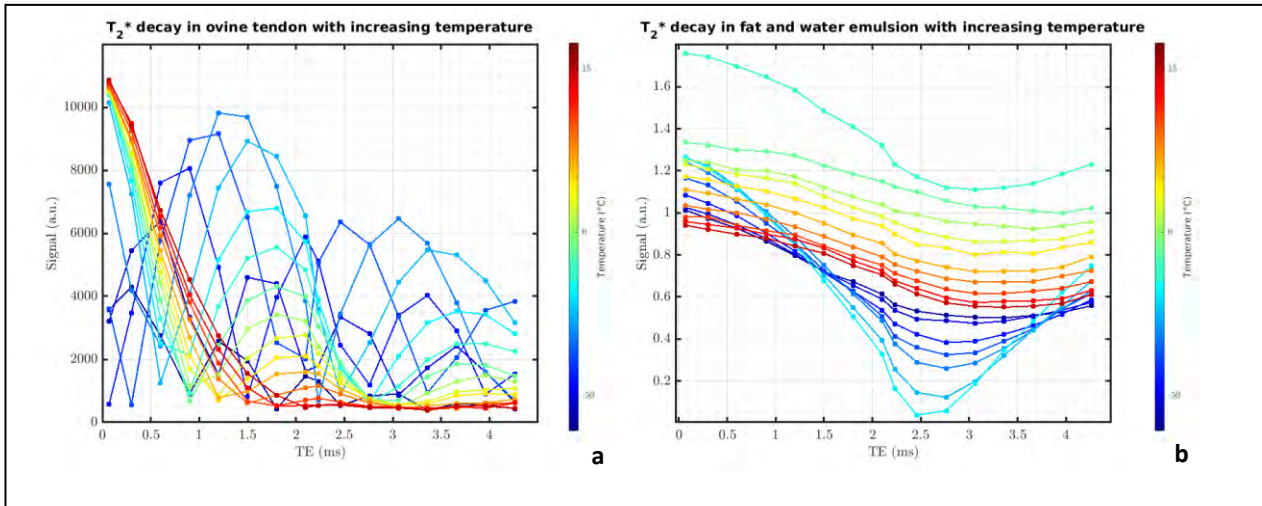 T2* decay in ovine tendon with increasing temperature
Signal (a.u.)
10000
8000
6000
4000
2000
0
0 0.5 1 1.5 2 2.5 3 3.5 4
TE (ms)
15
0
-50
Temperature (°C)
a
T2* decay in fat and water emulsion with increasing temperature
Signal (a.u.)
1.6
1.4
1.2
1
0.8
0.6
0.4
0.2
0 0.5 1 1.5 2 2.5 3 3.5 4
TE (ms)
15
0
-50
Temperature (°C)
b